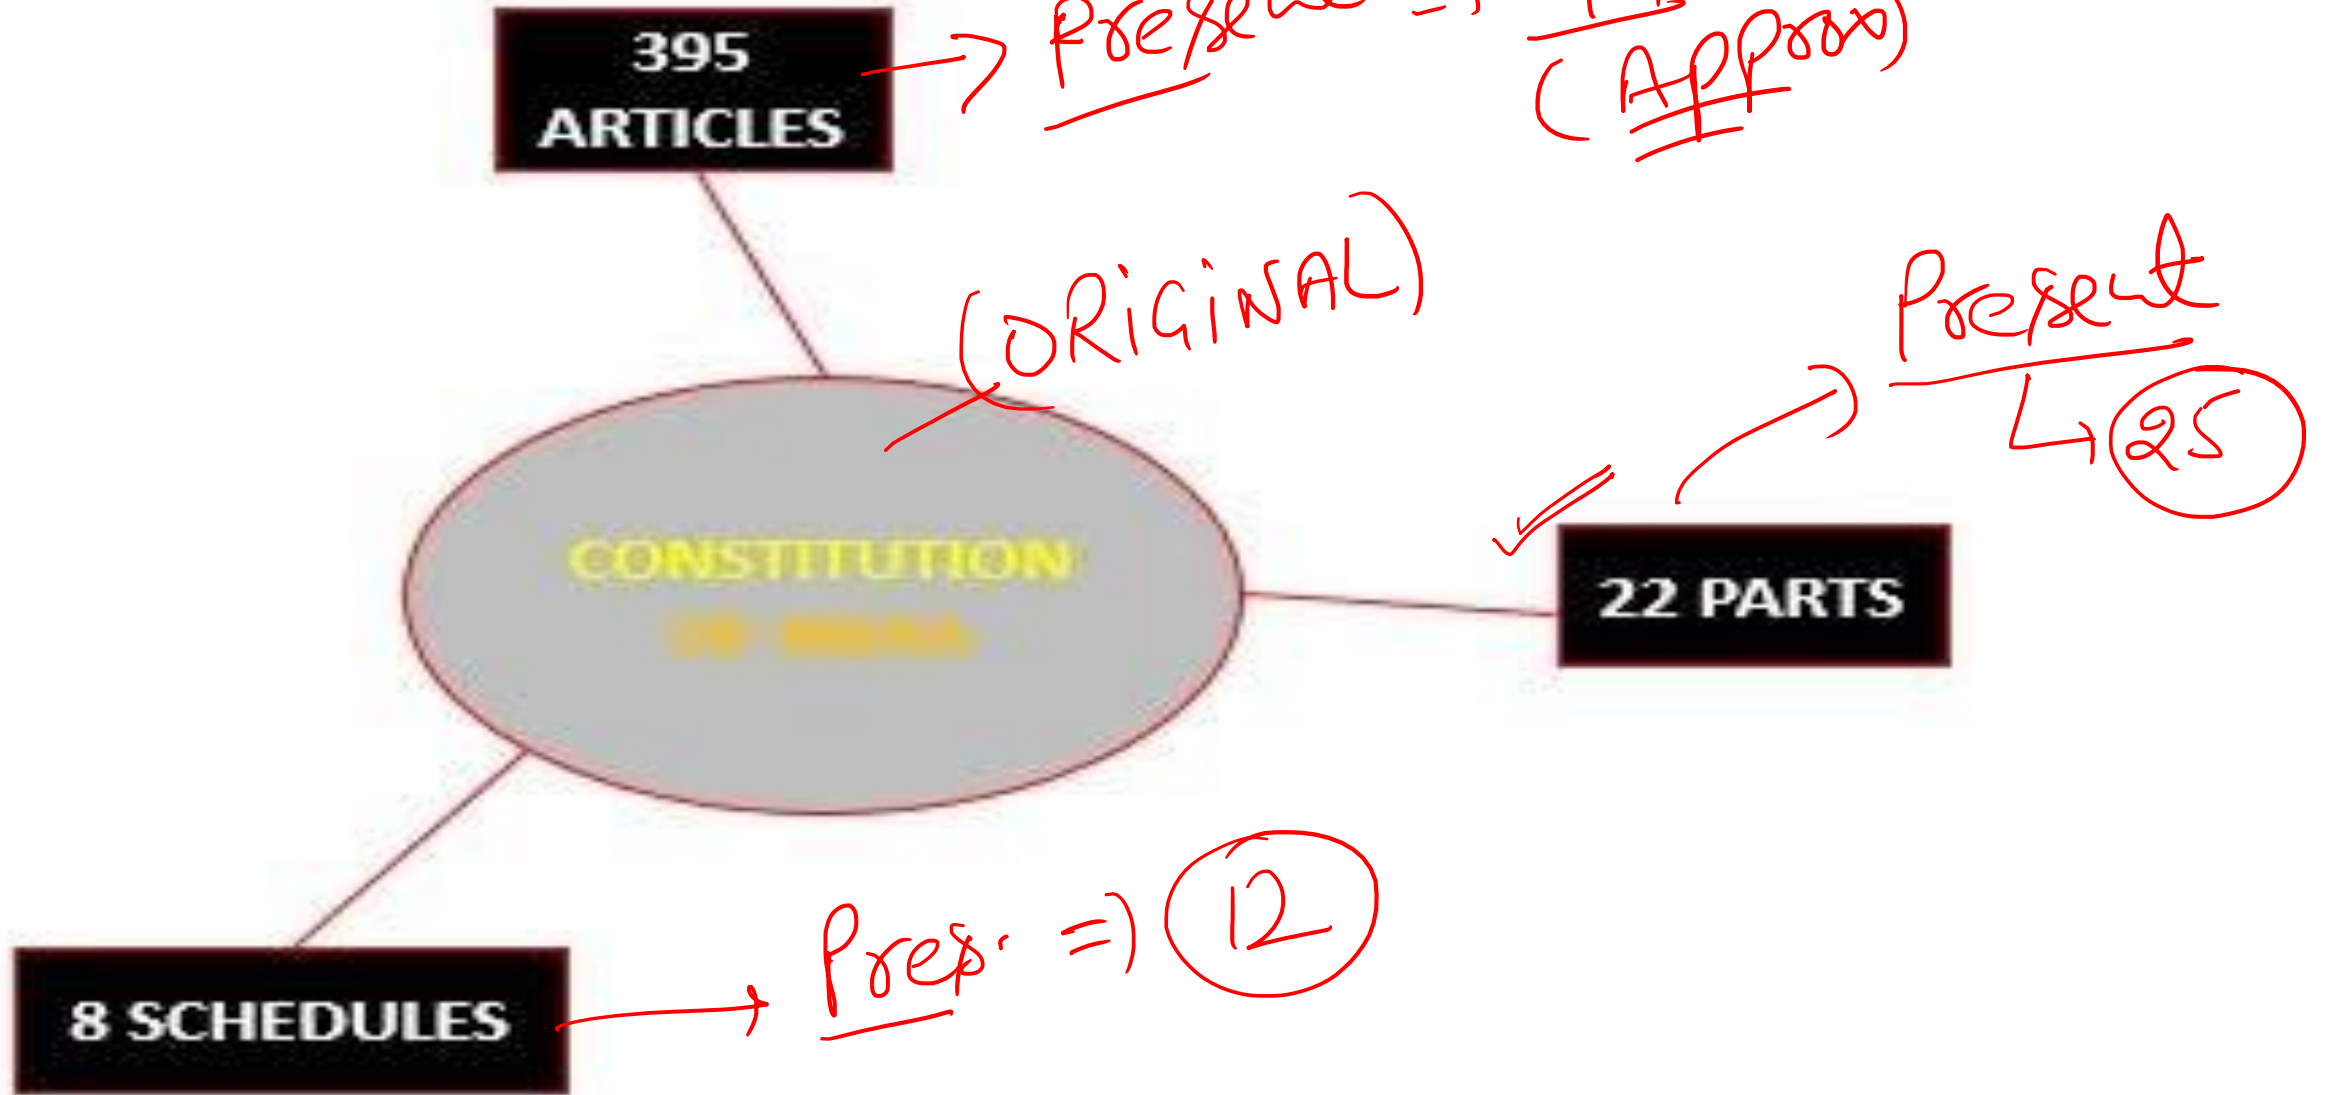 395
ARTICLES
Present
(Approx)
(ORIGINAL)
Present
25
CONSTITUTION
22 PARTS
Pres. => 12
8 SCHEDULES